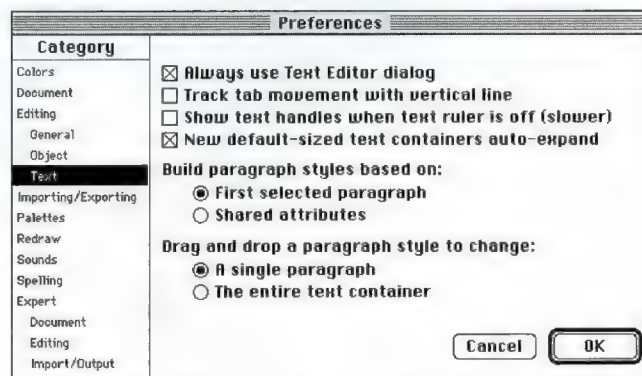 Preferences
Category
Colors
Document
Editing
General
Object
Text
Importing/Exporting
Palettes
Redraw
Sounds
Spelling
Expert
Document
Editing
Import/Output
Always use Text Editor dialog
Track tab movement with vertical line
Show text handles when text ruler is off (slower)
New default-sized text containers auto-expand
Build paragraph styles based on:
First selected paragraph
Shared attributes
Drag and drop a paragraph style to change:
A single paragraph
The entire text container
Cancel
OK